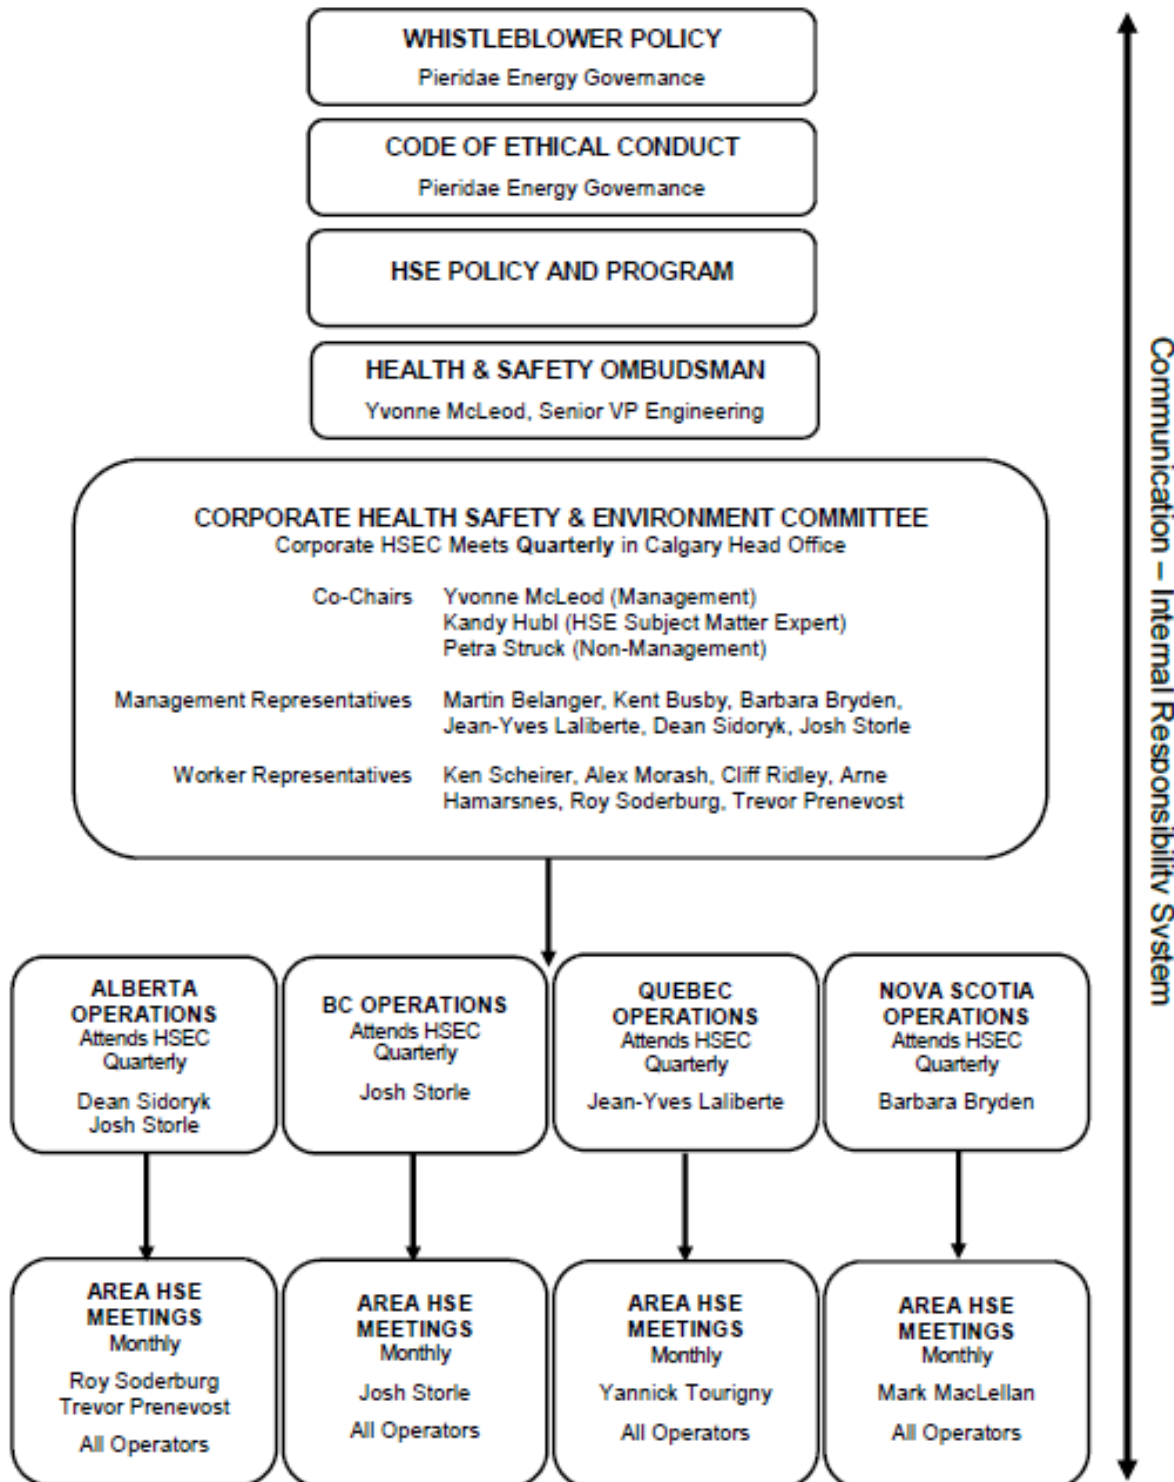 WHISTLEBLOWER POLICY
Pieridae Energy Governance
CODE OF ETHICAL CONDUCT
Pieridae Energy Governance
HSE POLICY AND PROGRAM
HEALTH & SAFETY OMBUDSMAN
Yvonne McLeod, Senior VP Engineering
CORPORATE HEALTH SAFETY & ENVIRONMENT COMMITTEE
Corporate HSEC Meets Quarterly in Calgary Head Office
Co-Chairs Yvonne McLeod (Management)
Kandy Hubl (HSE Subject Matter Expert)
Petra Struck (Non-Management)
Management Representatives Martin Belanger, Kent Busby, Barbara Bryden,
Jean-Yves Laliberte, Dean Sidoryk, Josh Storle
Worker Representatives Ken Scheirer, Alex Morash, Cliff Ridley, Arne
Hamarsnes, Roy Soderburg, Trevor Prenevost
ALBERTA
OPERATIONS
Attends HSEC
Quarterly
Dean Sidoryk
Josh Storle
BC OPERATIONS
Attends HSEC
Quarterly
Josh Storle
QUEBEC
OPERATIONS
Attends HSEC
Quarterly
Jean-Yves Laliberte
NOVA SCOTIA
OPERATIONS
Attends HSEC
Quarterly
Barbara Bryden
AREA HSE
MEETINGS
Monthly
Roy Soderburg
Trevor Prenevost
All Operators
AREA HSE
MEETINGS
Monthly
Josh Storle
All Operators
AREA HSE
MEETINGS
Monthly
Yannick Tourigny
All Operators
AREA HSE
MEETINGS
Monthly
Mark MacLellan
All Operators
Communication – Internal Responsibility System